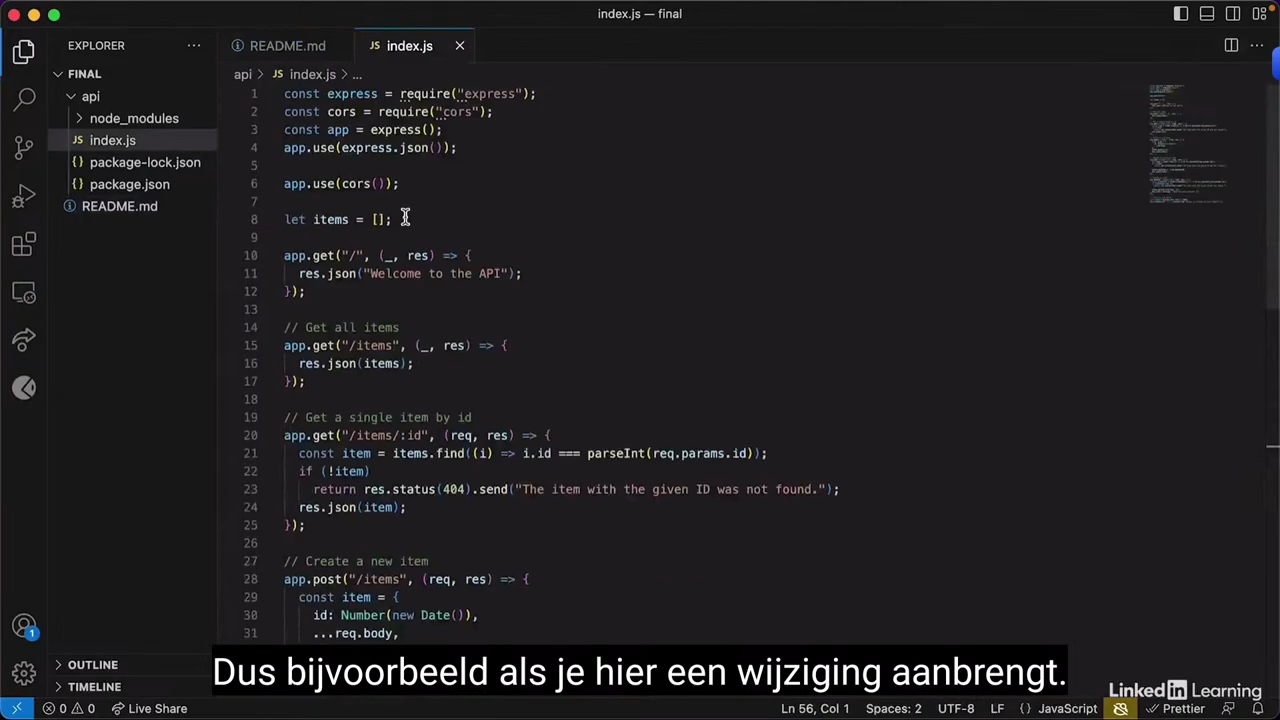 index.js — final
EXPLORER
README.md
JS index.js
FINAL
api
node_modules
JS index.js
package-lock.json
package.json
README.md
api > JS index.js > ...
1 const express = require("express");
2 const cors = require("cors");
3 const app = express();
4 app.use(express.json());
5
6 app.use(cors());
7
8 let items = [];
9
10 app.get("/", (_, res) => {
11 res.json("Welcome to the API");
12 });
13
14 // Get all items
15 app.get("/items", (_, res) => {
16 res.json(items);
17 });
18
19 // Get a single item by id
20 app.get("/items/:id", (req, res) => {
21 const item = items.find((i) => i.id === parseInt(req.params.id));
22 if (!item)
23 return res.status(404).send("The item with the given ID was not found.");
24 res.json(item);
25 });
26
27 // Create a new item
28 app.post("/items", (req, res) => {
29 const item = {
30 id: Number(new Date()),
31 ...req.body,
1
OUTLINE
TIMELINE
Dus bijvoorbeeld als je hier een wijziging aanbrengt.
LinkedIn Learning
0 0 Live Share
Ln 56, Col 1 Spaces: 2 UTF-8 LF {} JavaScript Prettier